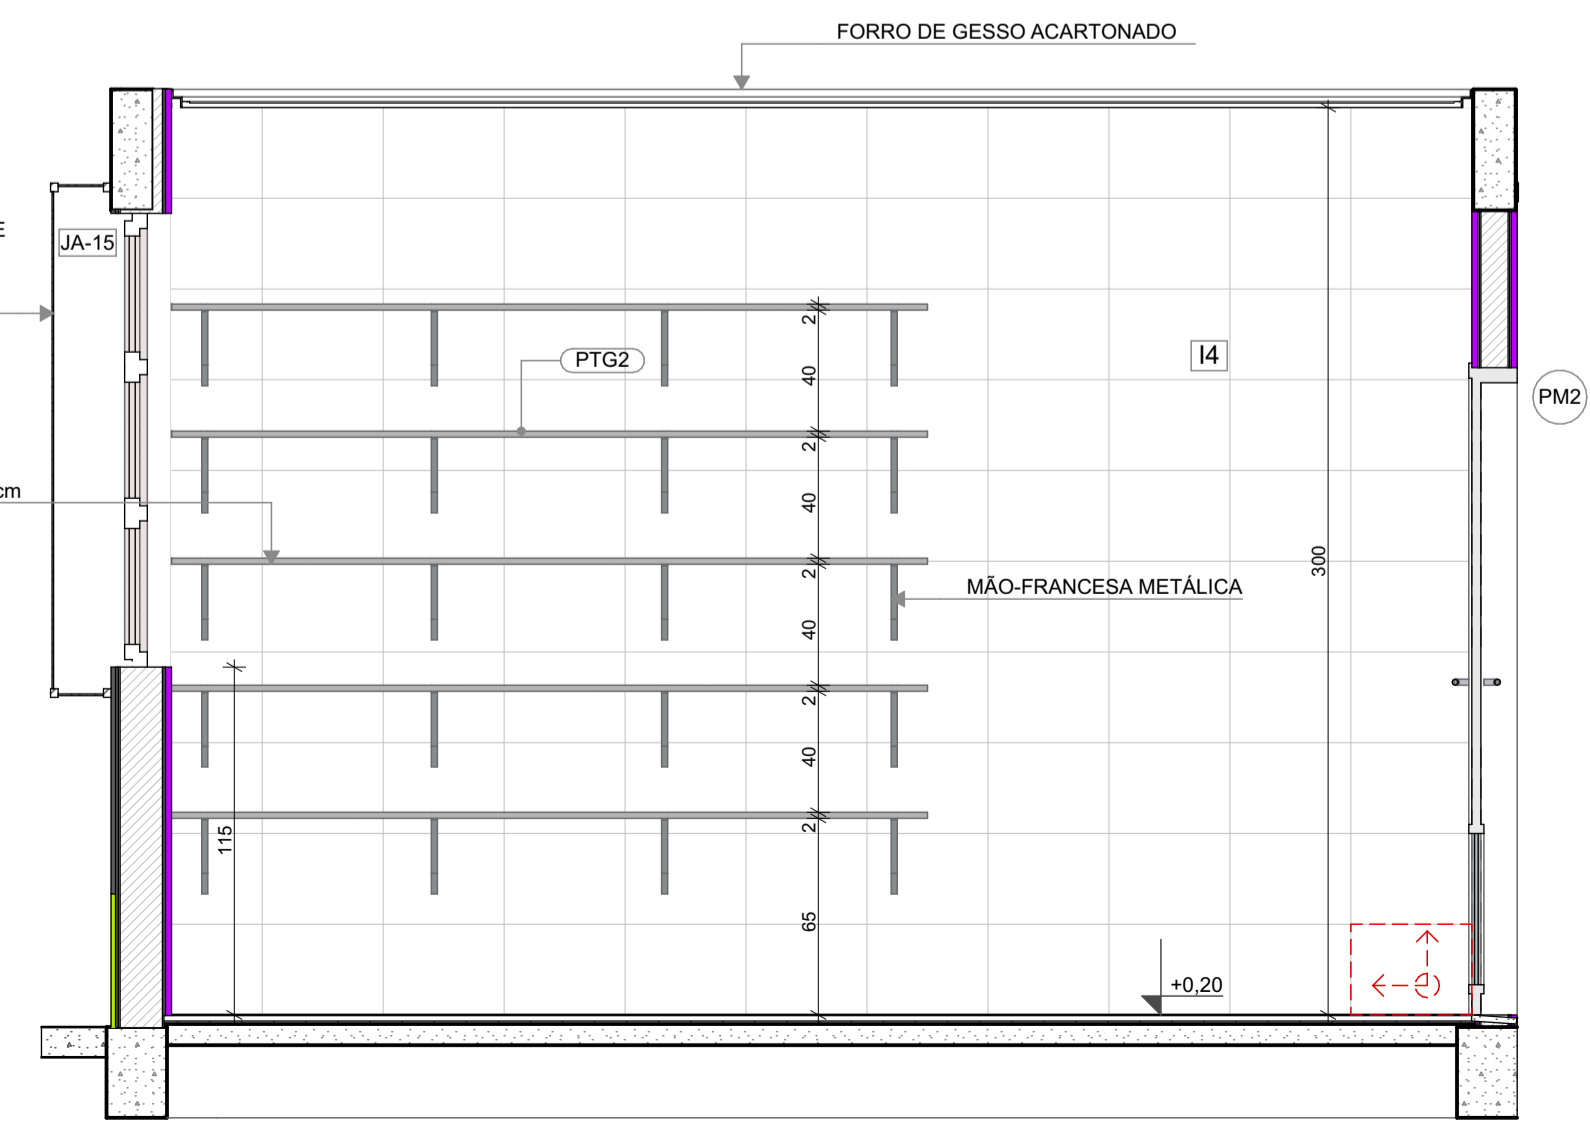 FORRO DE GESSO ACARTONADO
E
JA-15
2
PTG2
I4
40
PM2
2
cm
40
300
2
MÃO-FRANCESA METÁLICA
40
2
40
115
2
65
+0,20